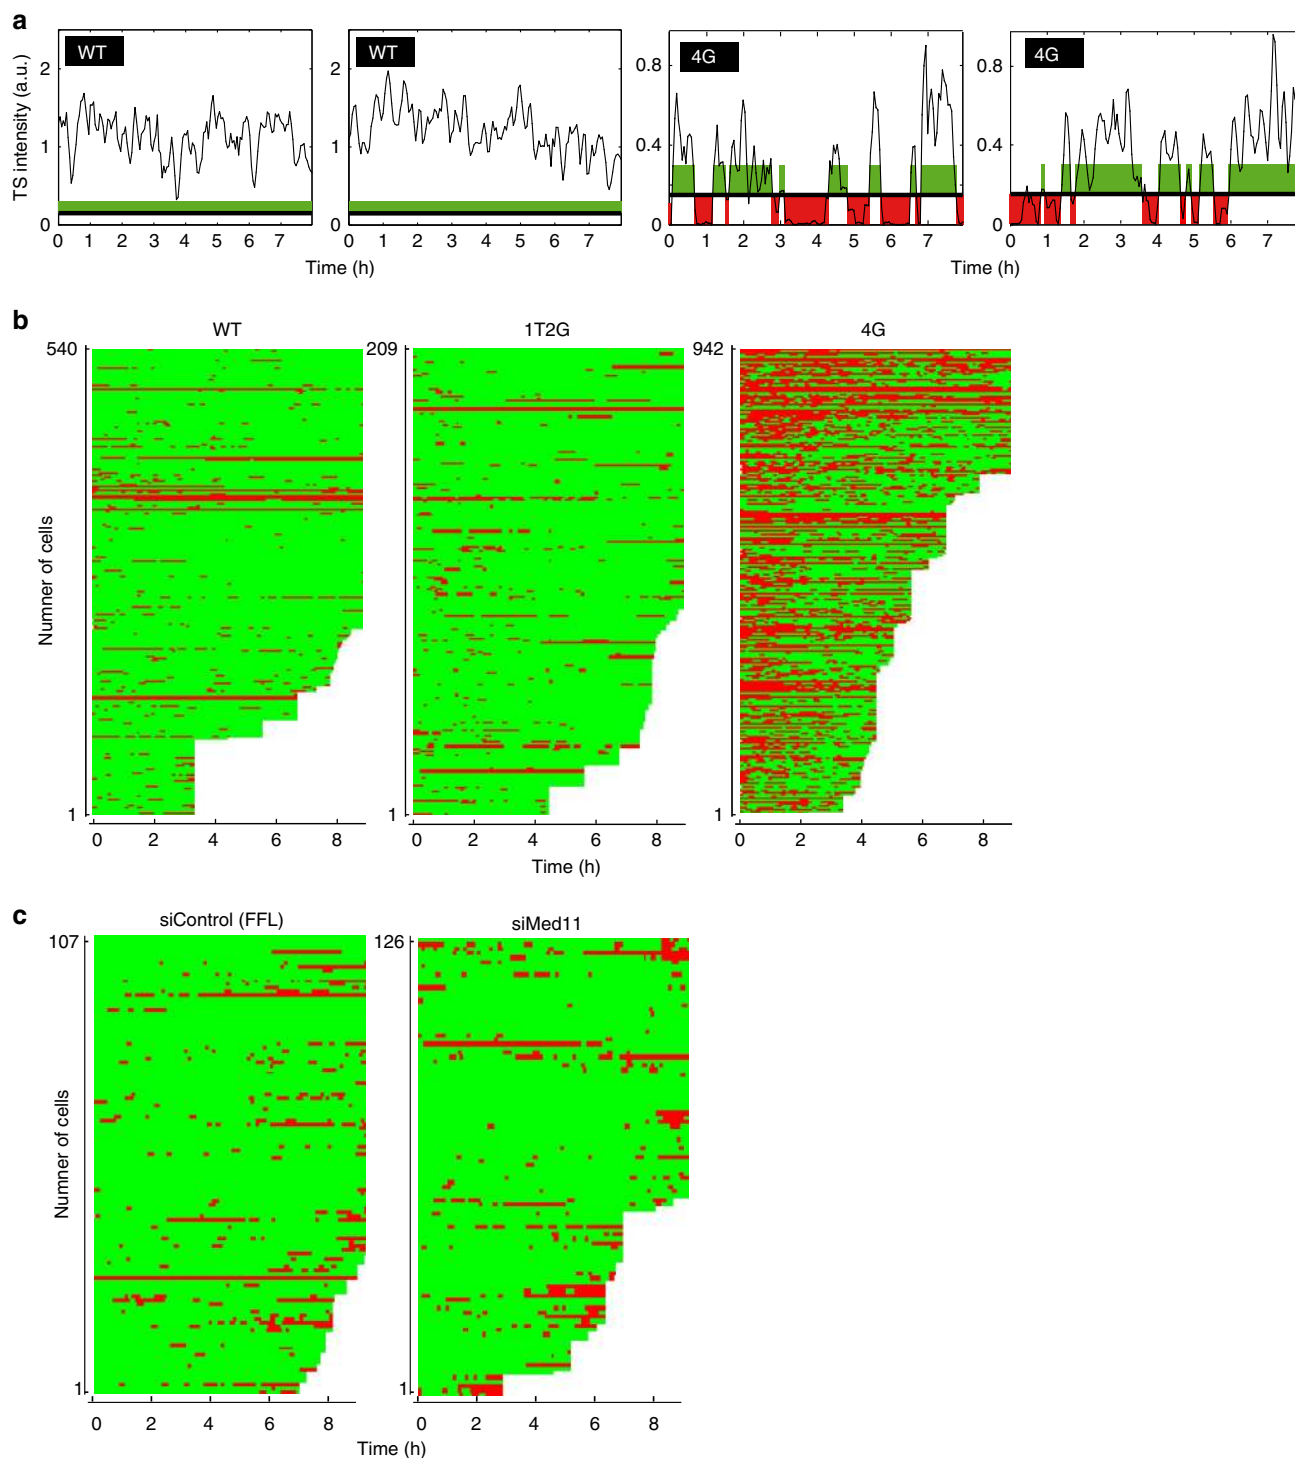 a
WT
WT
4G
4G
TS intensity (a.u.)
2
1
0
2
1
0
0.8
0.4
0
0.8
0.4
0
0 1 2 3 4 5 6 7
0 1 2 3 4 5 6 7
0 1 2 3 4 5 6 7
0 1 2 3 4 5 6 7
Time (h)
Time (h)
b
WT
1T2G
4G
540
209
942
Numner of cells
1
1
1
0 2 4 6 8
0 2 4 6 8
0 2 4 6 8
Time (h)
c
siControl (FFL)
siMed11
107
126
Numner of cells
1
1
0 2 4 6 8
0 2 4 6 8
Time (h)